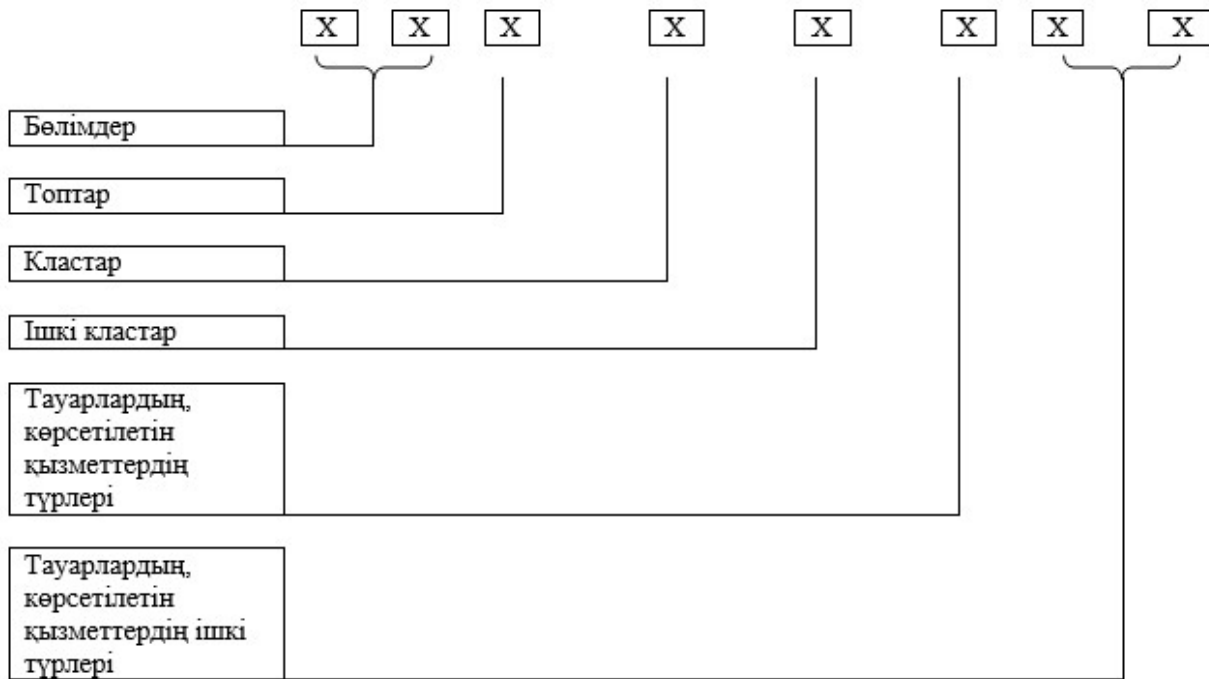 X X X X X X X X
Бөлімдер
Топтар
Кластар
Ішкі кластар
Тауарлардың,
көрсетілетін
қызметтердің
түрлері
Тауарлардың,
көрсетілетін
қызметтердің ішкі
түрлері